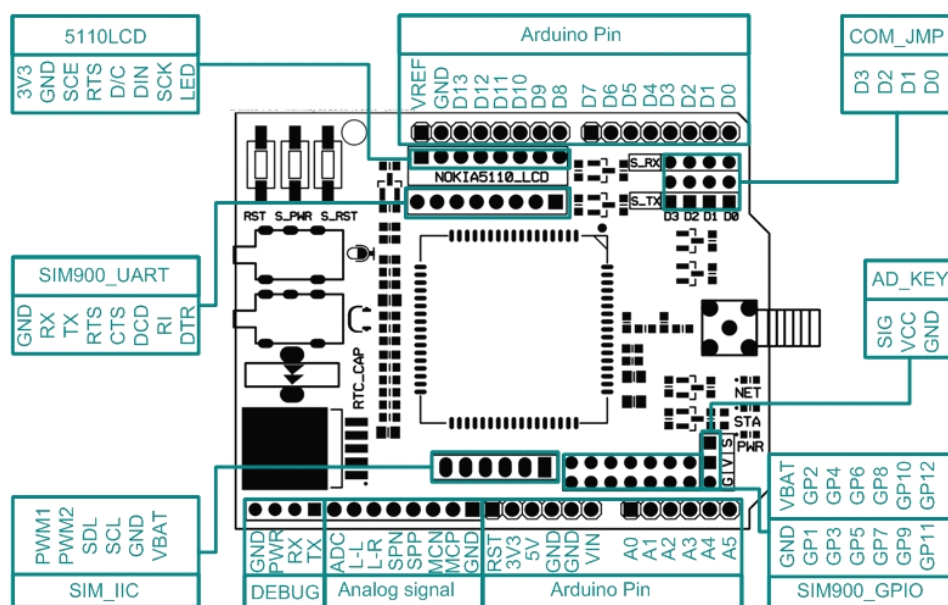 5110LCD
3V3
GND
SCE
RTS
D/C
DIN
SCK
LED
Arduino Pin
VREF
GND
D13
D12
D11
D10
D9
D8
D7
D6
D5
D4
D3
D2
D1
D0
COM_JMP
D3
D2
D1
D0
NOKIA5110_LCD
S_RX
S_TX
D3 D2 D1 D0
RST S_PWR S_RST
SIM900_UART
GND
RX
TX
RTS
CTS
DCD
RI
DTR
AD_KEY
SIG
VCC
GND
RTC_CAP
NET
STA
PWR
G V S
PWM1
PWM2
SDL
SCL
GND
VBAT
SIM_IIC
GND
PWR
RX
TX
DEBUG
ADC
L-L
L-R
SPN
SPP
MCN
MCP
GND
Analog signal
RST
3V3
5V
GND
GND
VIN
A0
A1
A2
A3
A4
A5
Arduino Pin
VBAT
GP2
GP4
GP6
GP8
GP10
GP12
GND
GP1
GP3
GP5
GP7
GP9
GP11
SIM900_GPIO